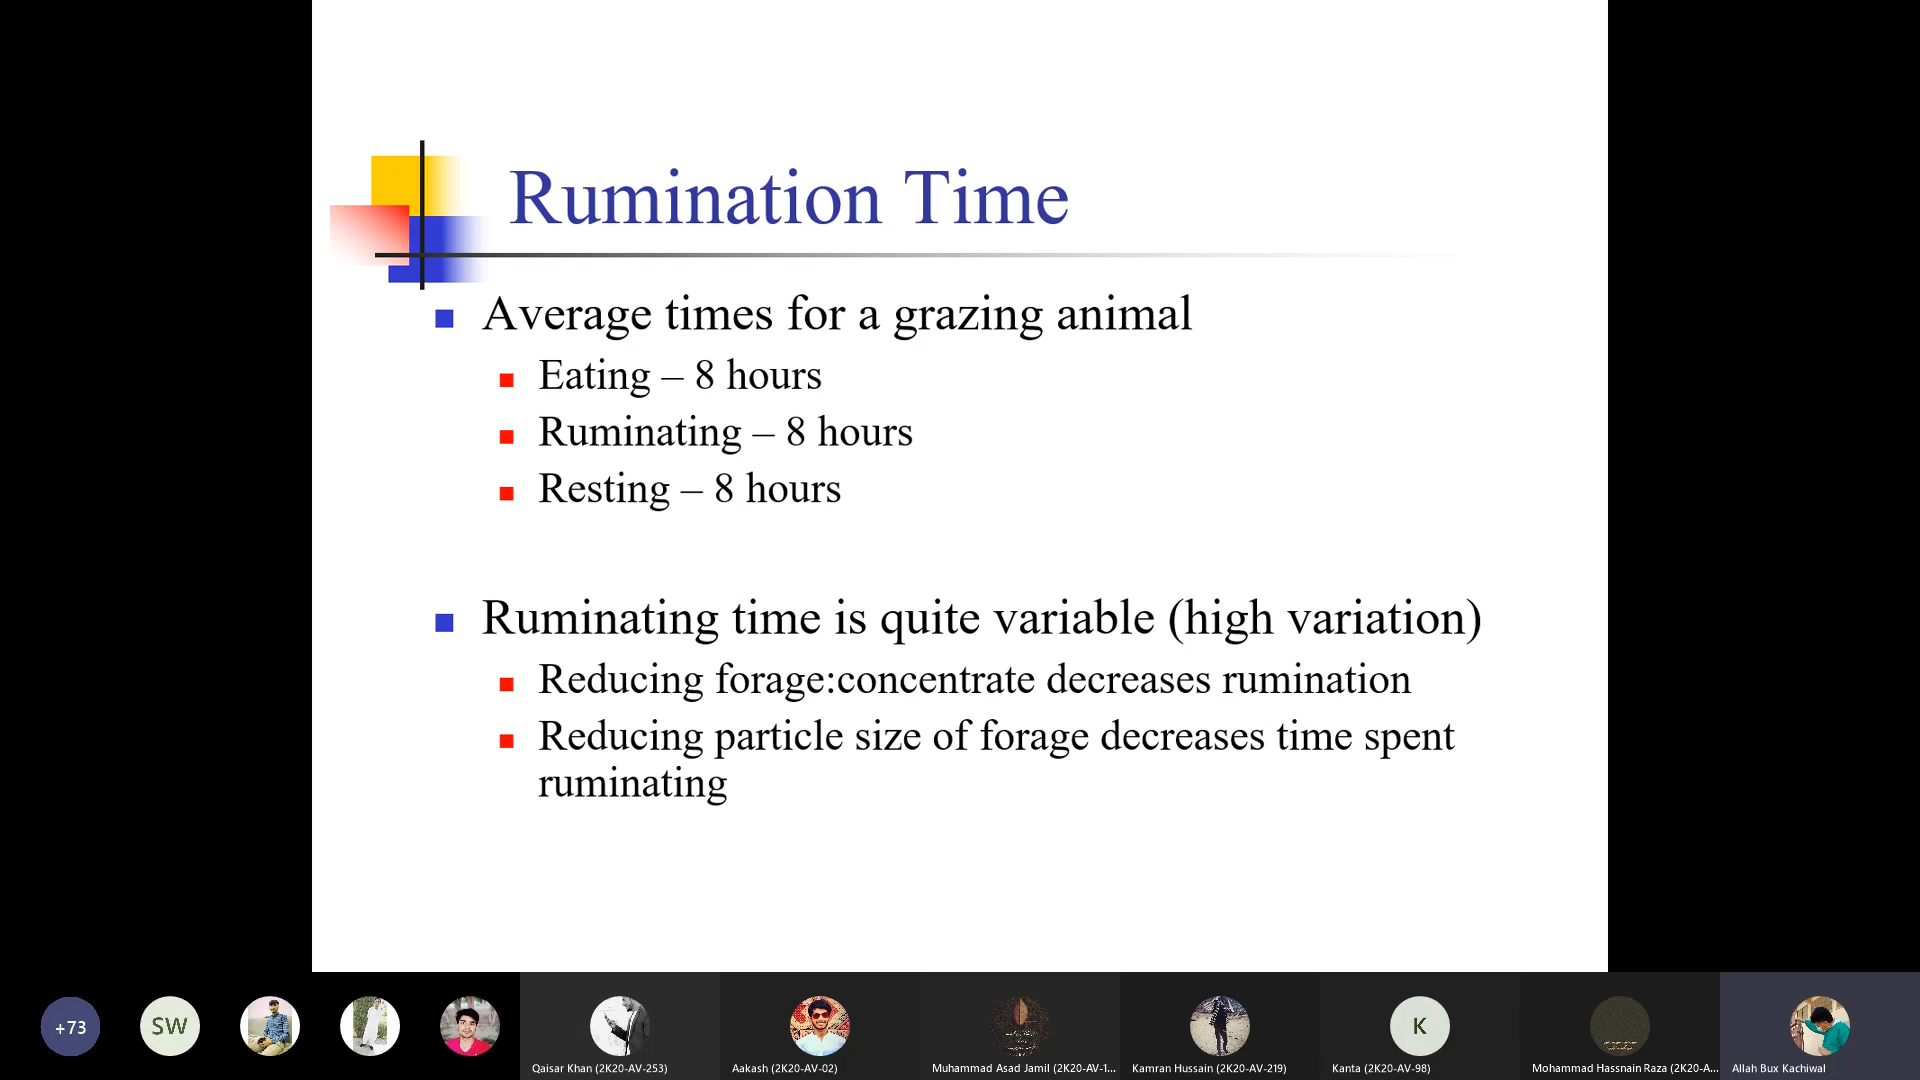 Rumination Time
Average times for a grazing animal
Eating – 8 hours
Ruminating – 8 hours
Resting – 8 hours
Ruminating time is quite variable (high variation)
Reducing forage:concentrate decreases rumination
Reducing particle size of forage decreases time spent
ruminating
+73
SW
K
Qaisar Khan (2K20-AV-253)
Aakash (2K20-AV-02)
Muhammad Asad Jamil (2K20-AV-1...
Kamran Hussain (2K20-AV-219)
Kanta (2K20-AV-98)
Mohammad Hassnain Raza (2K20-A...
Allah Bux Kachiwal